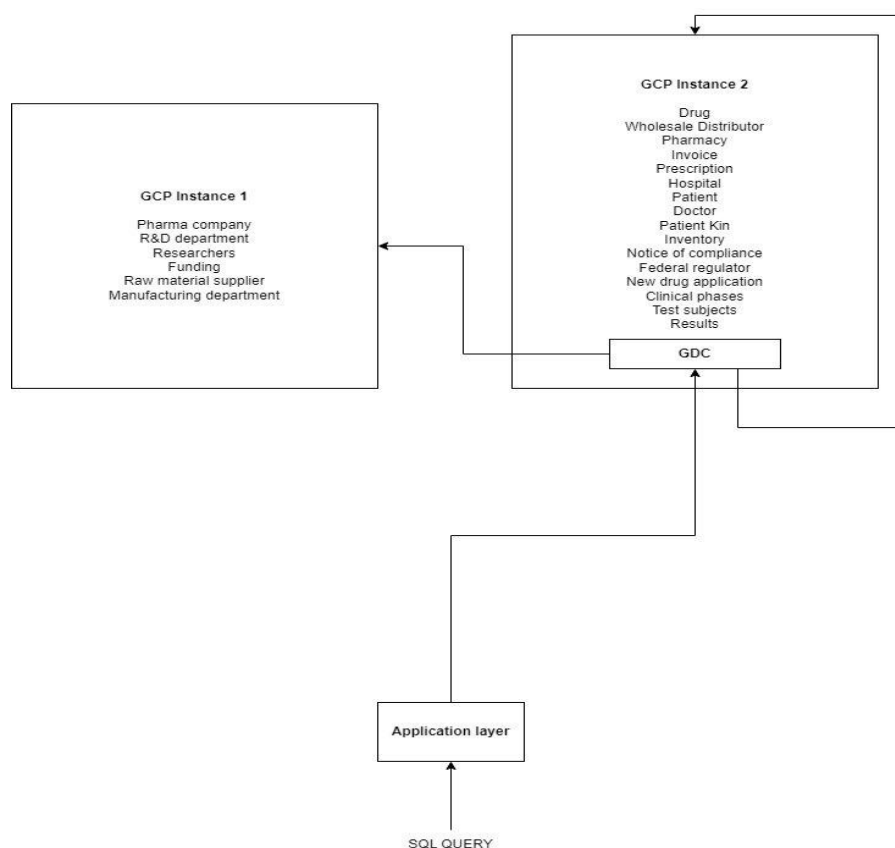 GCP Instance 1
Pharma company
R&D department
Researchers
Funding
Raw material supplier
Manufacturing department
GCP Instance 2
Drug
Wholesale Distributor
Pharmacy
Invoice
Prescription
Hospital
Patient
Doctor
Patient Kin
Inventory
Notice of compliance
Federal regulator
New drug application
Clinical phases
Test subjects
Results
GDC
Application layer
SQL QUERY